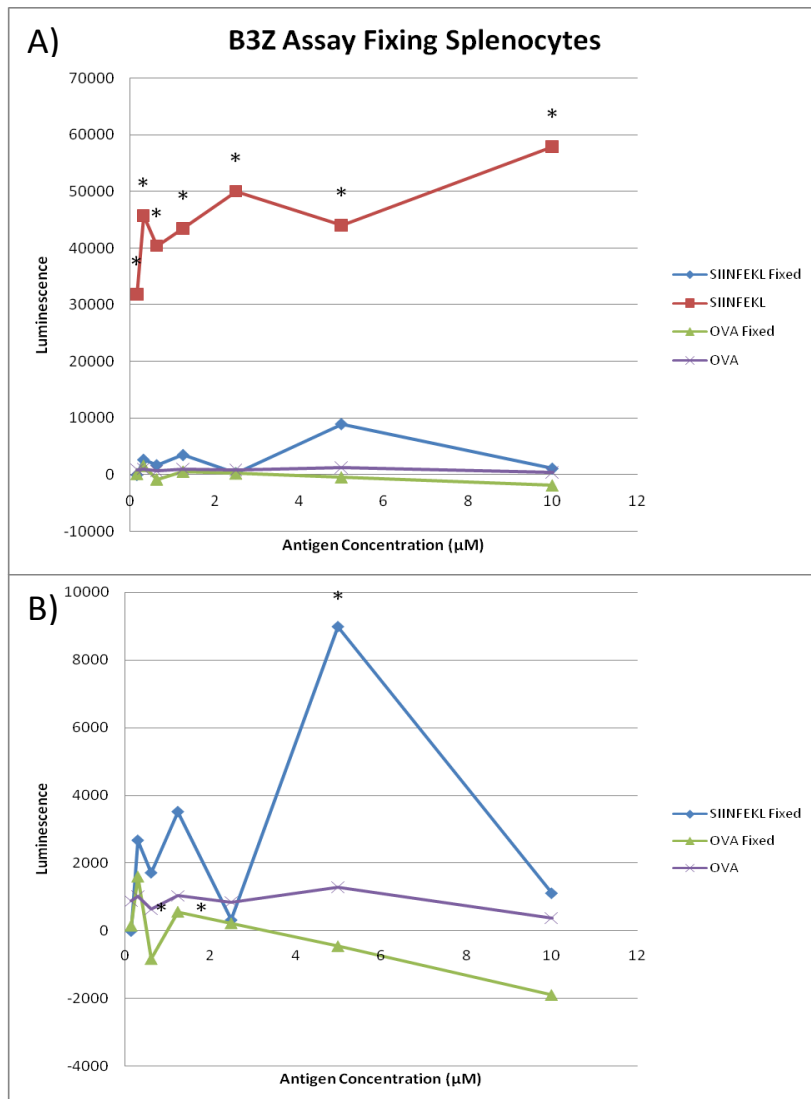 A)
B3Z Assay Fixing Splenocytes
70000
*
60000
*
*
*
*
50000
*
*
40000
30000
20000
10000
0
-10000
0
2
4
6
8
10
12
Luminescence
Antigen Concentration (µM)
SIINFEKL Fixed
SIINFEKL
OVA Fixed
OVA
B)
10000
*
8000
6000
4000
2000
*
*
0
-2000
-4000
0
2
4
6
8
10
12
Luminescence
Antigen Concentration (µM)
SIINFEKL Fixed
OVA Fixed
OVA